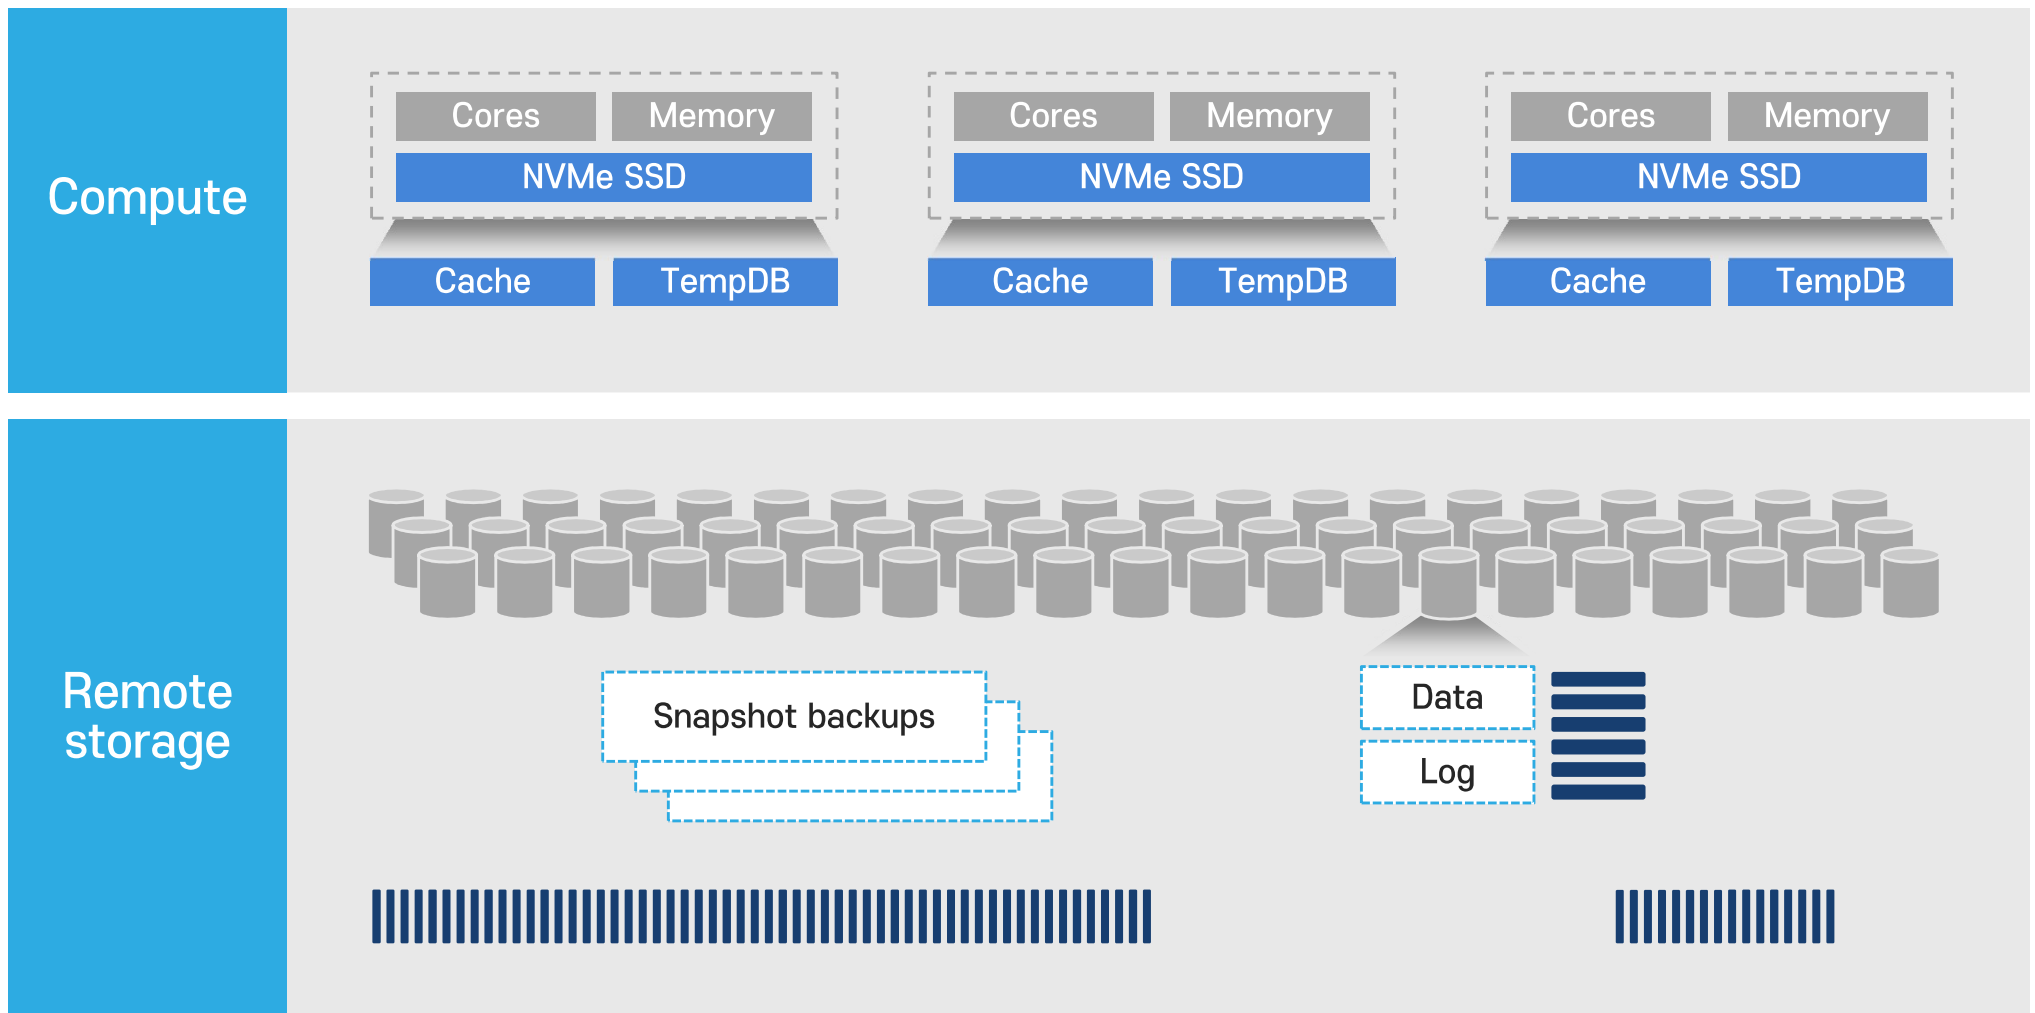 Compute
Cores
Memory
NVMe SSD
Cache
TempDB
Cores
Memory
NVMe SSD
Cache
TempDB
Cores
Memory
NVMe SSD
Cache
TempDB
Remote
storage
Snapshot backups
Data
Log